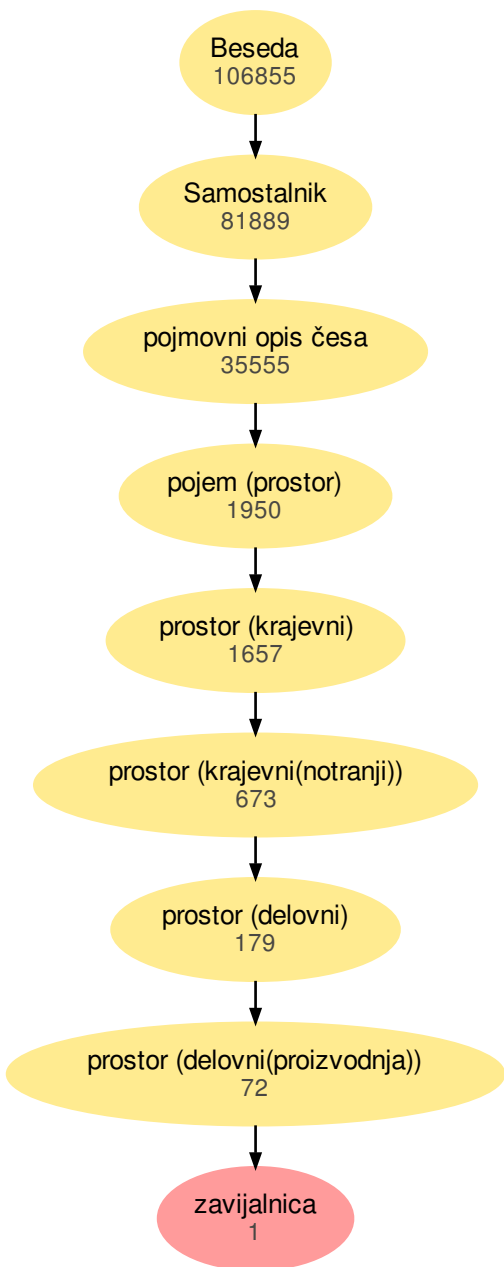 Beseda
106855
Samostalnik
81889
pojmovni opis česa
35555
pojem (prostor)
1950
prostor (krajevni)
1657
prostor (krajevni(notranji))
673
prostor (delovni)
179
prostor (delovni(proizvodnja))
72
zavijalnica
1